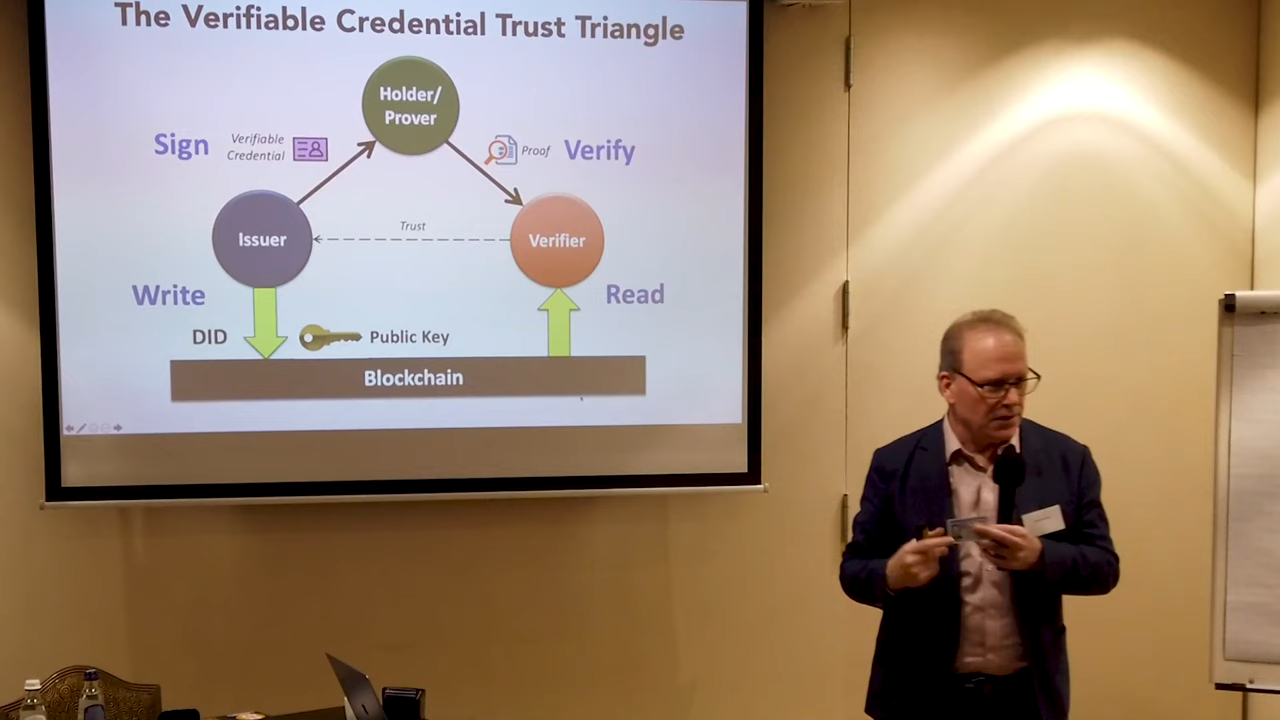 The Verifiable Credential Trust Triangle
Holder/
Prover
Sign
Verifiable
Credential
Proof
Verify
Issuer
Trust
Verifier
Write
Read
DID
Public Key
Blockchain